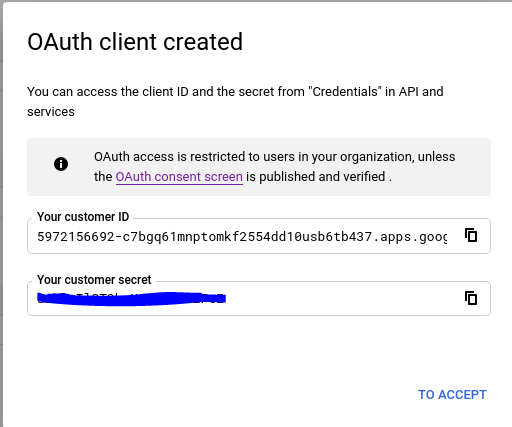 OAuth client created
You can access the client ID and the secret from "Credentials" in API and
services
OAuth access is restricted to users in your organization, unless
the OAuth consent screen is published and verified .
Your customer ID
5972156692-c7bgq61mnptomkf2554dd10usb6tb437.apps.goog
Your customer secret
TO ACCEPT